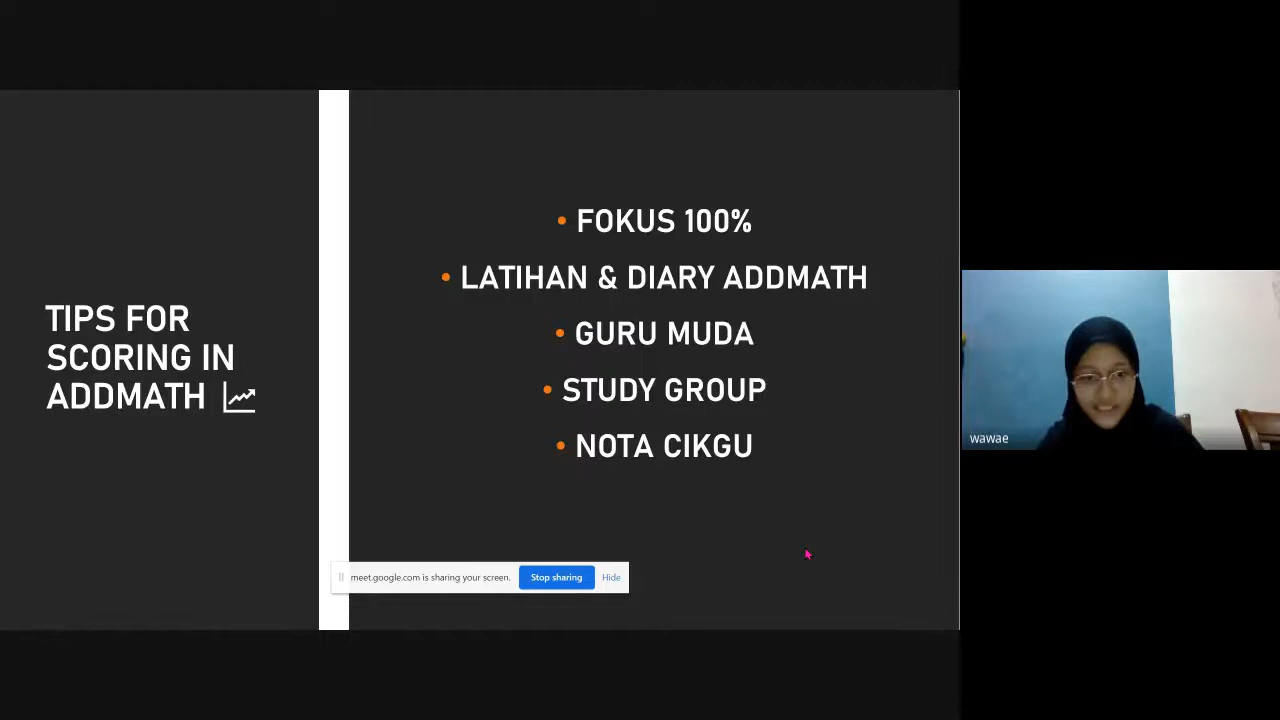 TIPS FOR
SCORING IN
ADDMATH
• FOKUS 100%
• LATIHAN & DIARY ADDMATH
• GURU MUDA
• STUDY GROUP
• NOTA CIKGU
meet.google.com is sharing your screen. Stop sharing Hide
wawae